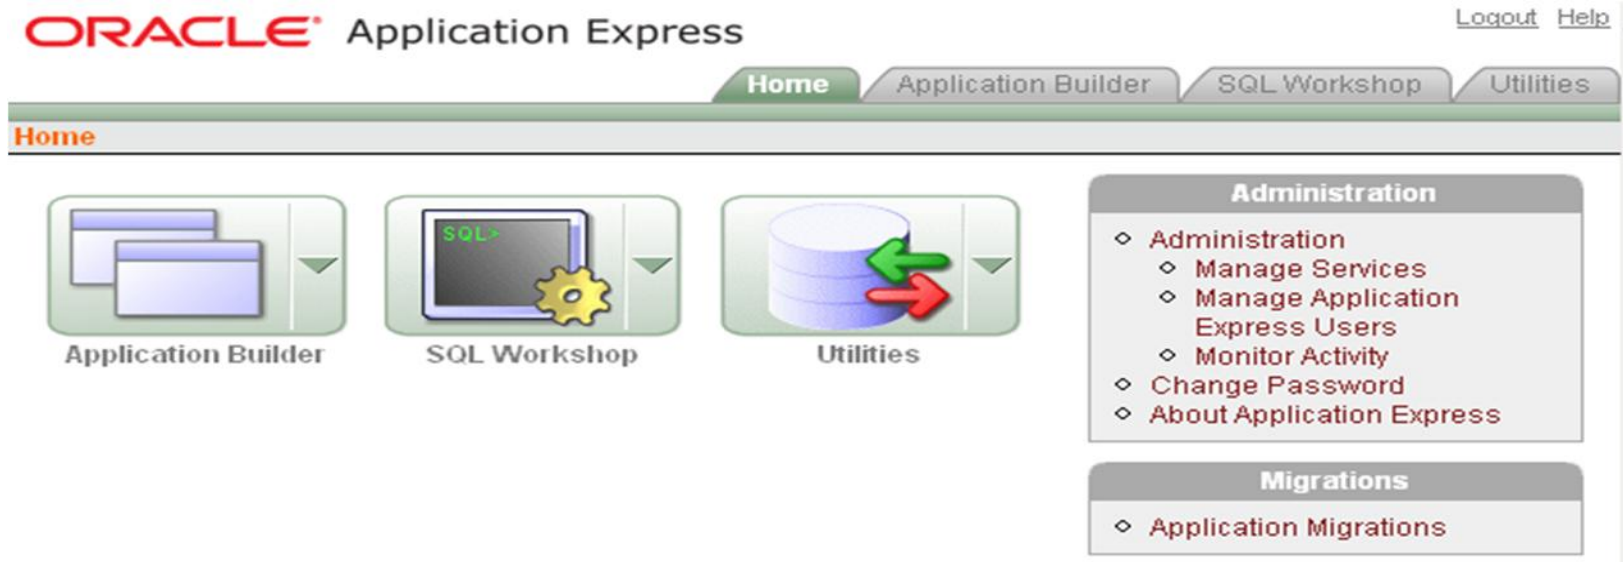 ORACLE Application Express
Logout Help
Home Application Builder SQL Workshop Utilities
Home
SQL>
Application Builder
SQL Workshop
Utilities
Administration
Administration
Manage Services
Manage Application
Express Users
Monitor Activity
Change Password
About Application Express
Migrations
Application Migrations